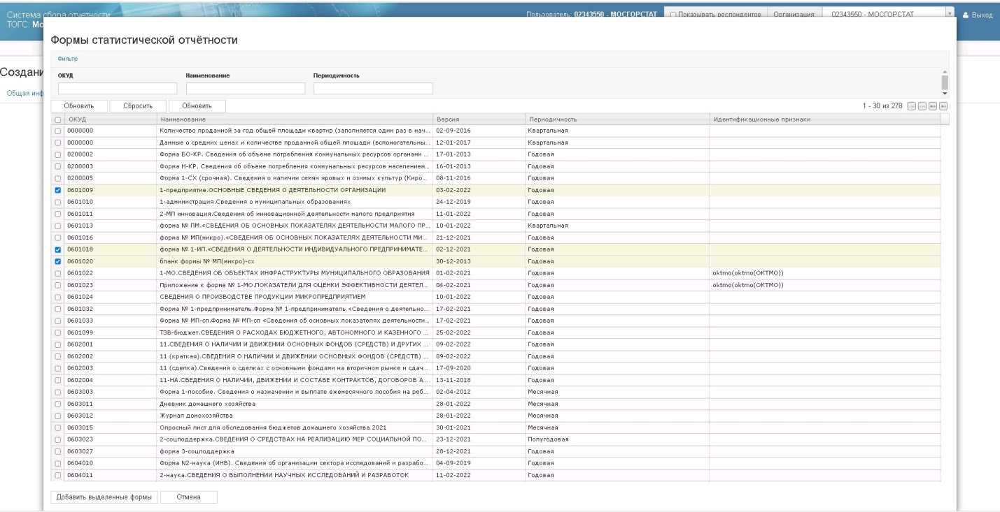 Система сбора отчетности Пользователь: 02343550 - МОСГОРСТАТ Показывать респондентов Организация: 02343550 - МОСГОРСТАТ Выход
ТОГС: Мо
Формы статистической отчётности
Фильтр
Создани
ОКУД Наименование Периодичность
Общая инф
Обновить Сбросить Обновить 1 - 30 из 278
ОКУД Наименование Версия Периодичность Идентификационные признаки
0000000 Количество проданной за год общей площади квартир (заполняется один раз в нач... 02-09-2016 Квартальная
0000000 Данные о средних ценах и количестве проданной общей площади (вспомогательны... 12-01-2017 Квартальная
0200002 Форма БО-КР. Сведения об объеме потребления коммунальных ресурсов органами ... 17-01-2013 Годовая
0200003 Форма Н-КР. Сведения об объеме потребления коммунальных ресурсов населением... 16-01-2013 Годовая
0200005 Форма 1-СХ (срочная). Сведения о наличии семян яровых и озимых культур (Киро... 08-11-2016 Годовая
0601009 1-предприятие.ОСНОВНЫЕ СВЕДЕНИЯ О ДЕЯТЕЛЬНОСТИ ОРГАНИЗАЦИИ 03-02-2022 Годовая
0601010 1-администрация.Сведения о муниципальных образованиях 24-12-2019 Годовая
0601011 2-МП инновация.Сведения об инновационной деятельности малого предприятия 11-01-2022 Годовая
0601013 форма № ПМ.«СВЕДЕНИЯ ОБ ОСНОВНЫХ ПОКАЗАТЕЛЯХ ДЕЯТЕЛЬНОСТИ МАЛОГО ПР... 10-01-2022 Квартальная
0601016 форма № МП(микро).«СВЕДЕНИЯ ОБ ОСНОВНЫХ ПОКАЗАТЕЛЯХ ДЕЯТЕЛЬНОСТИ МИ... 21-12-2021 Годовая
0601018 форма № 1-ИП.«СВЕДЕНИЯ О ДЕЯТЕЛЬНОСТИ ИНДИВИДУАЛЬНОГО ПРЕДПРИНИМАТЕ... 02-12-2021 Годовая
0601020 бланк формы № МП(микро)-сх 30-12-2013 Годовая
0601022 1-МО.СВЕДЕНИЯ ОБ ОБЪЕКТАХ ИНФРАСТРУКТУРЫ МУНИЦИПАЛЬНОГО ОБРАЗОВАНИЯ 01-02-2021 Годовая oktmo(oktmo(ОКТМО))
0601023 Приложение к форме № 1-МО.ПОКАЗАТЕЛИ ДЛЯ ОЦЕНКИ ЭФФЕКТИВНОСТИ ДЕЯТЕЛ... 04-02-2021 Годовая oktmo(oktmo(ОКТМО))
0601024 СВЕДЕНИЯ О ПРОИЗВОДСТВЕ ПРОДУКЦИИ МИКРОПРЕДПРИЯТИЕМ 10-01-2022 Годовая
0601032 Форма № 1-предприниматель.Форма № 1-предприниматель «Сведения о деятельно... 17-02-2021 Годовая
0601033 Форма № МП-сп.Форма № МП-сп «Сведения об основных показателях деятельности... 17-02-2021 Годовая
0601099 ТЗВ-бюджет.СВЕДЕНИЯ О РАСХОДАХ БЮДЖЕТНОГО, АВТОНОМНОГО И КАЗЕННОГО ... 25-02-2022 Годовая
0602001 11.СВЕДЕНИЯ О НАЛИЧИИ И ДВИЖЕНИИ ОСНОВНЫХ ФОНДОВ (СРЕДСТВ) И ДРУГИХ ... 09-02-2022 Годовая
0602002 11 (краткая).СВЕДЕНИЯ О НАЛИЧИИ И ДВИЖЕНИИ ОСНОВНЫХ ФОНДОВ (СРЕДСТВ) ... 09-02-2022 Годовая
0602003 11 (сделка).Сведения о сделках с основными фондами на вторичном рынке и сдач... 17-09-2020 Годовая
0602004 11-НА.СВЕДЕНИЯ О НАЛИЧИИ, ДВИЖЕНИИ И СОСТАВЕ КОНТРАКТОВ, ДОГОВОРОВ А... 13-11-2018 Годовая
0603003 Форма 1-пособие. Сведения о назначении и выплате ежемесячного пособия на реб... 02-04-2012 Месячная
0603011 Дневник домашнего хозяйства 28-01-2022 Месячная
0603012 Журнал домохозяйства 28-01-2022 Месячная
0603015 Опросный лист для обследования бюджетов домашнего хозяйства 2021 30-01-2021 Месячная
0603023 2-соцподдержка.СВЕДЕНИЯ О СРЕДСТВАХ НА РЕАЛИЗАЦИЮ МЕР СОЦИАЛЬНОЙ ПО... 23-12-2021 Полугодовая
0603027 форма 3-соцподдержка 28-12-2021 Годовая
0604010 Форма N2-наука (ИНВ). Сведения об организации сектора исследований и разрабо... 04-09-2019 Годовая
0604011 2-наука.СВЕДЕНИЯ О ВЫПОЛНЕНИИ НАУЧНЫХ ИССЛЕДОВАНИЙ И РАЗРАБОТОК 11-02-2022 Годовая
Добавить выделенные формы Отмена